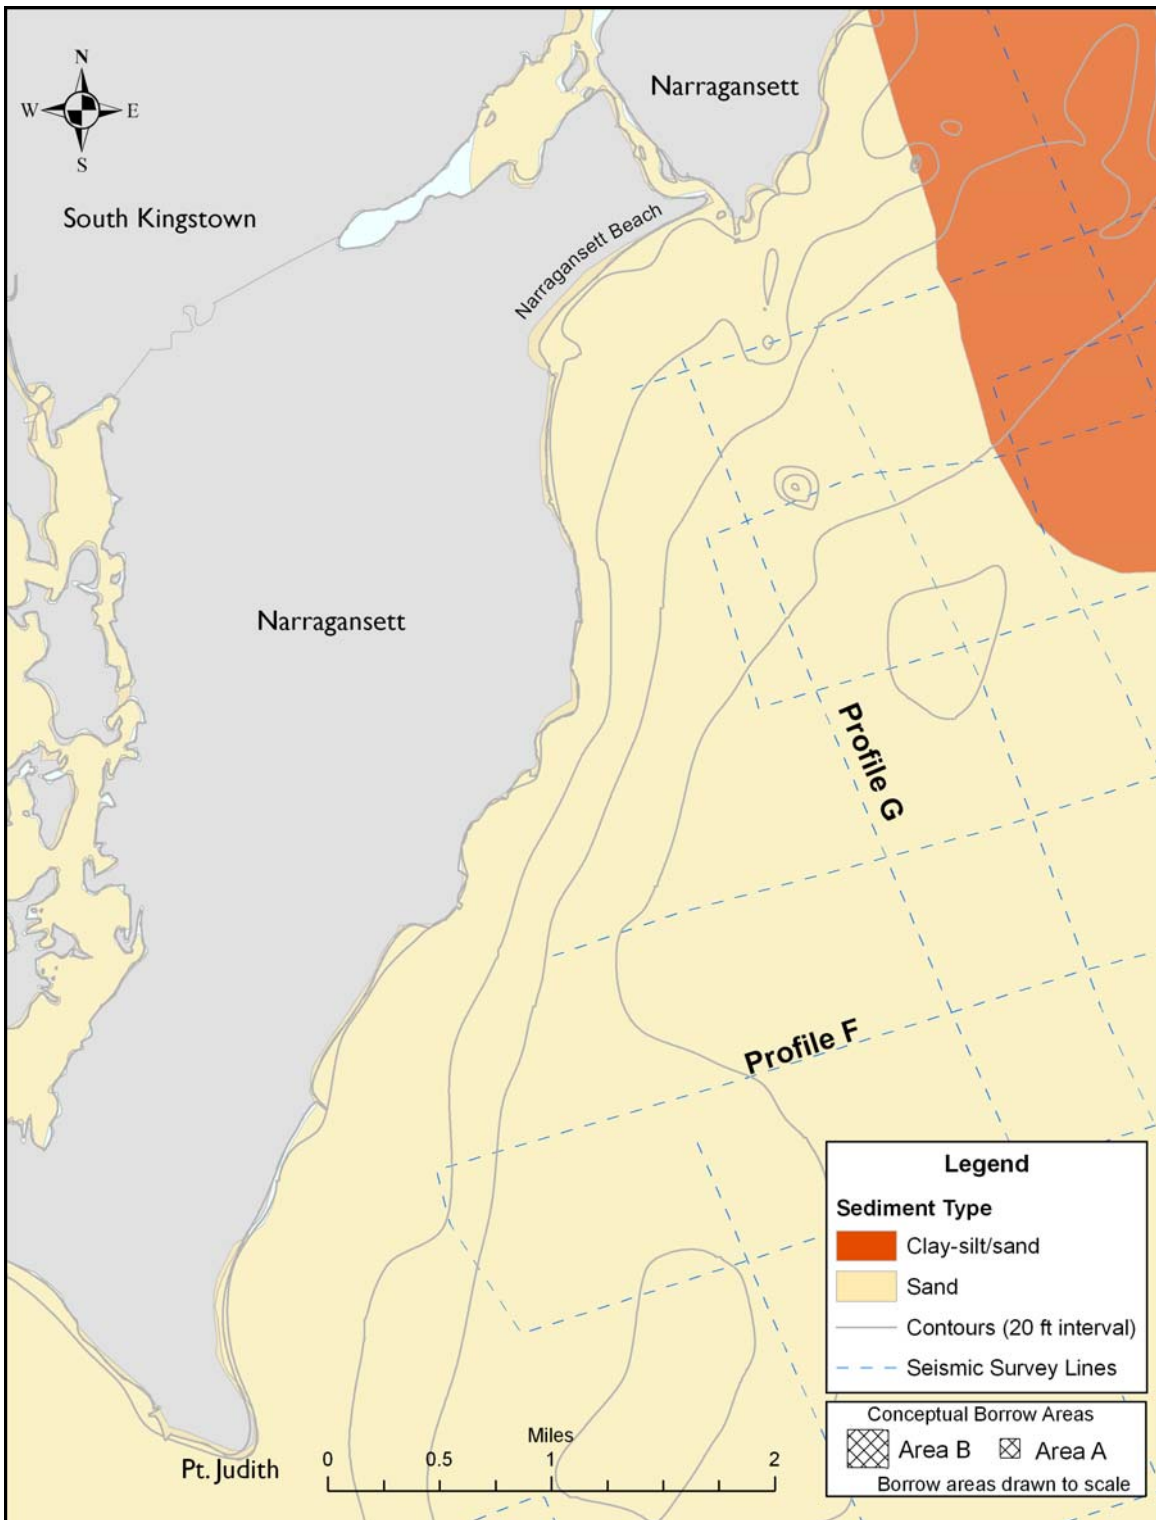 N
W E
S
Narragansett
South Kingstown
Narragansett Beach
Narragansett
Profile G
Profile F
Legend
Sediment Type
Clay-silt/sand
Sand
Contours (20 ft interval)
Seismic Survey Lines
Conceptual Borrow Areas
Area B Area A
Borrow areas drawn to scale
Miles
0 0.5 1 2
Pt. Judith